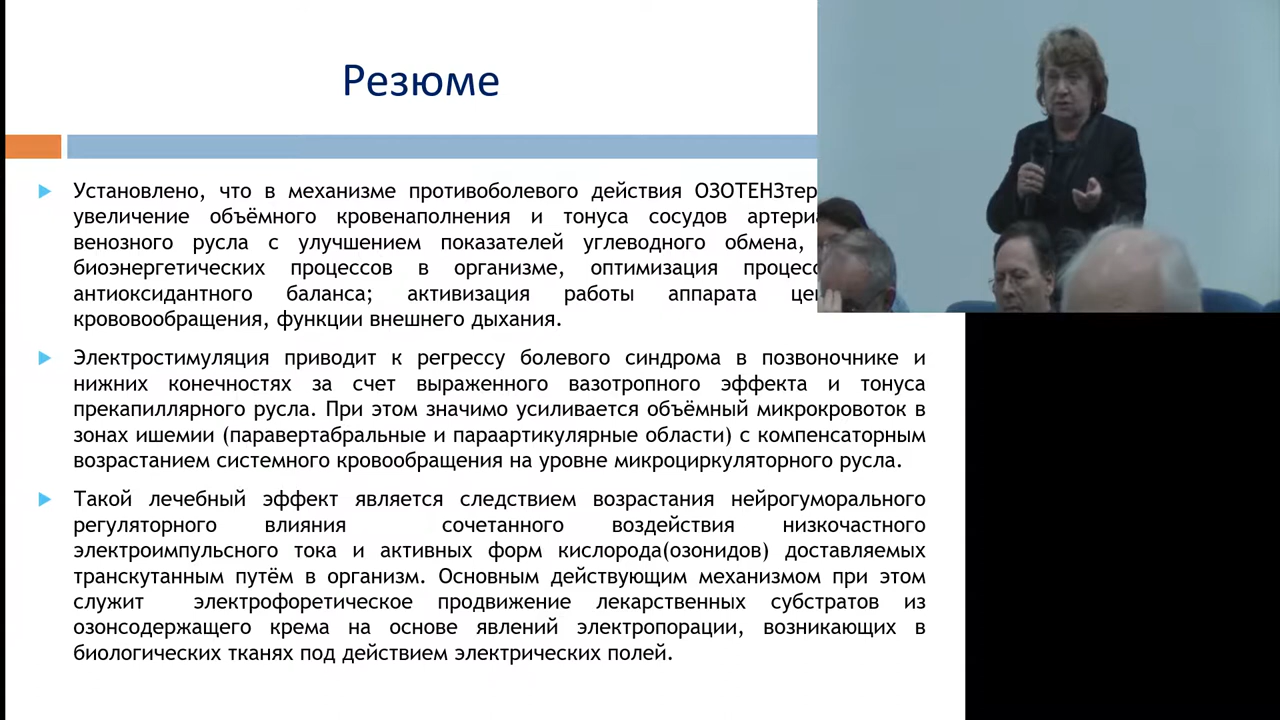 Резюме
Установлено, что в механизме противоболевого действия
увеличение объёмного кровенаполнения и тонуса сосудов
венозного русла с улучшением показателей углеводного обмена,
биоэнергетических процессов в организме, оптимизация
антиоксидантного баланса; активизация работы аппарата
крововообращения, функции внешнего дыхания.
Электростимуляция приводит к регрессу болевого синдрома в позвоночнике и
нижних конечностях за счет выраженного вазотропного эффекта и тонуса
прекапиллярного русла. При этом значимо усиливается объёмный микрокровоток в
зонах ишемии (паравертабральные и параартикулярные области) с компенсаторным
возрастанием системного кровообращения на уровне микроциркуляторного русла.
Такой лечебный эффект является следствием возрастания нейрогуморального
регуляторного влияния сочетанного воздействия низкочастного
электроимпульсного тока и активных форм кислорода(озонидов) доставляемых
транскутанным путём в организм. Основным действующим механизмом при этом
служит электрофоретическое продвижение лекарственных субстратов из
озонсодержащего крема на основе явлений электропорации, возникающих в
биологических тканях под действием электрических полей.